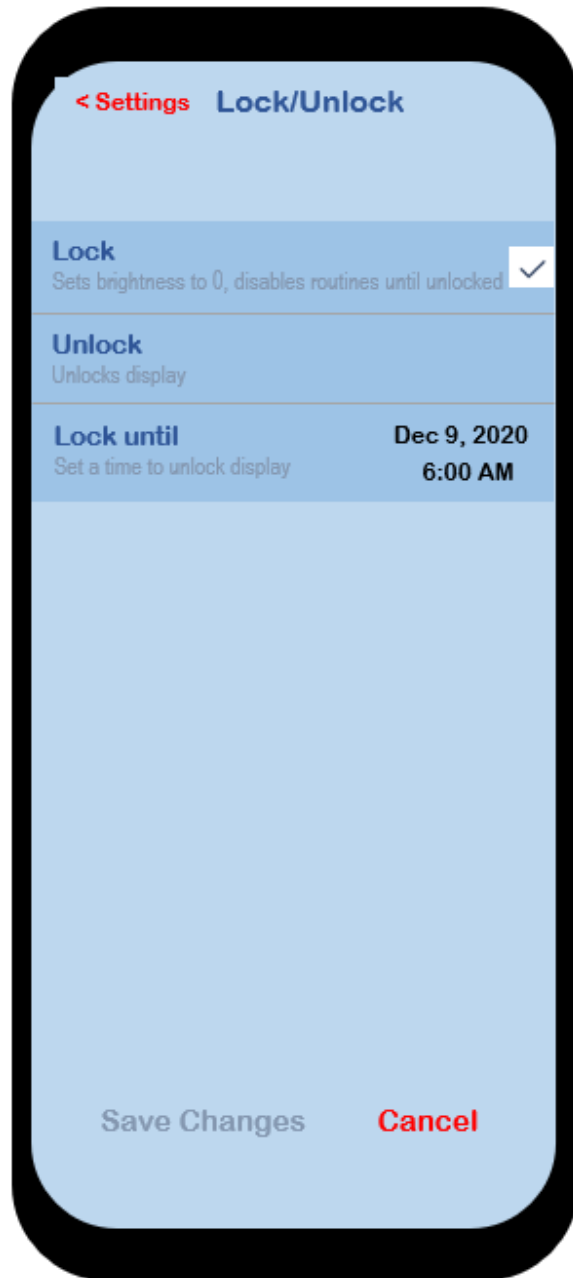 < Settings Lock/Unlock
Lock
Sets brightness to 0, disables routines until unlocked
Unlock
Unlocks display
Lock until
Set a time to unlock display
Dec 9, 2020
6:00 AM
Save Changes Cancel